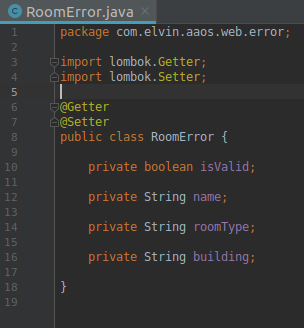 RoomError.java
1 package com.elvin.aaos.web.error;
2
3 import lombok.Getter;
4 import lombok.Setter;
5
6 @Getter
7 @Setter
8 public class RoomError {
9
10 private boolean isValid;
11
12 private String name;
13
14 private String roomType;
15
16 private String building;
17
18 }
19